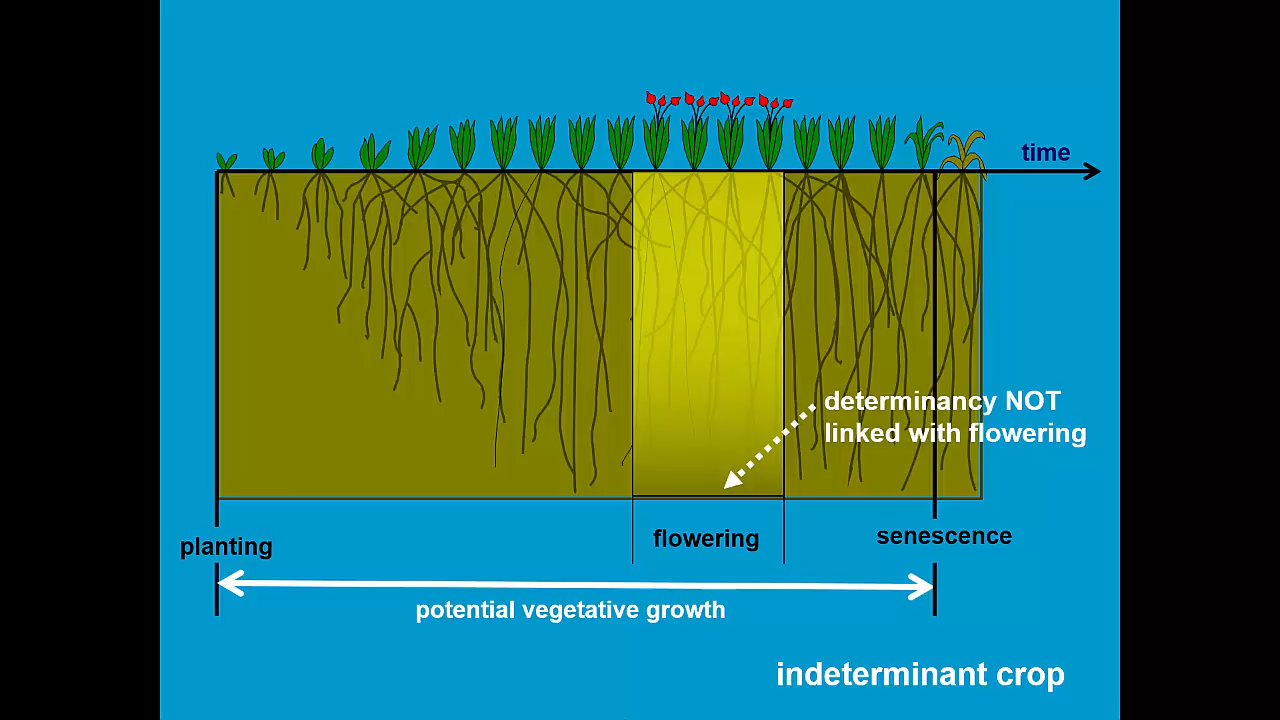 time
determinancy NOT
linked with flowering
planting
flowering
senescence
potential vegetative growth
indeterminant crop